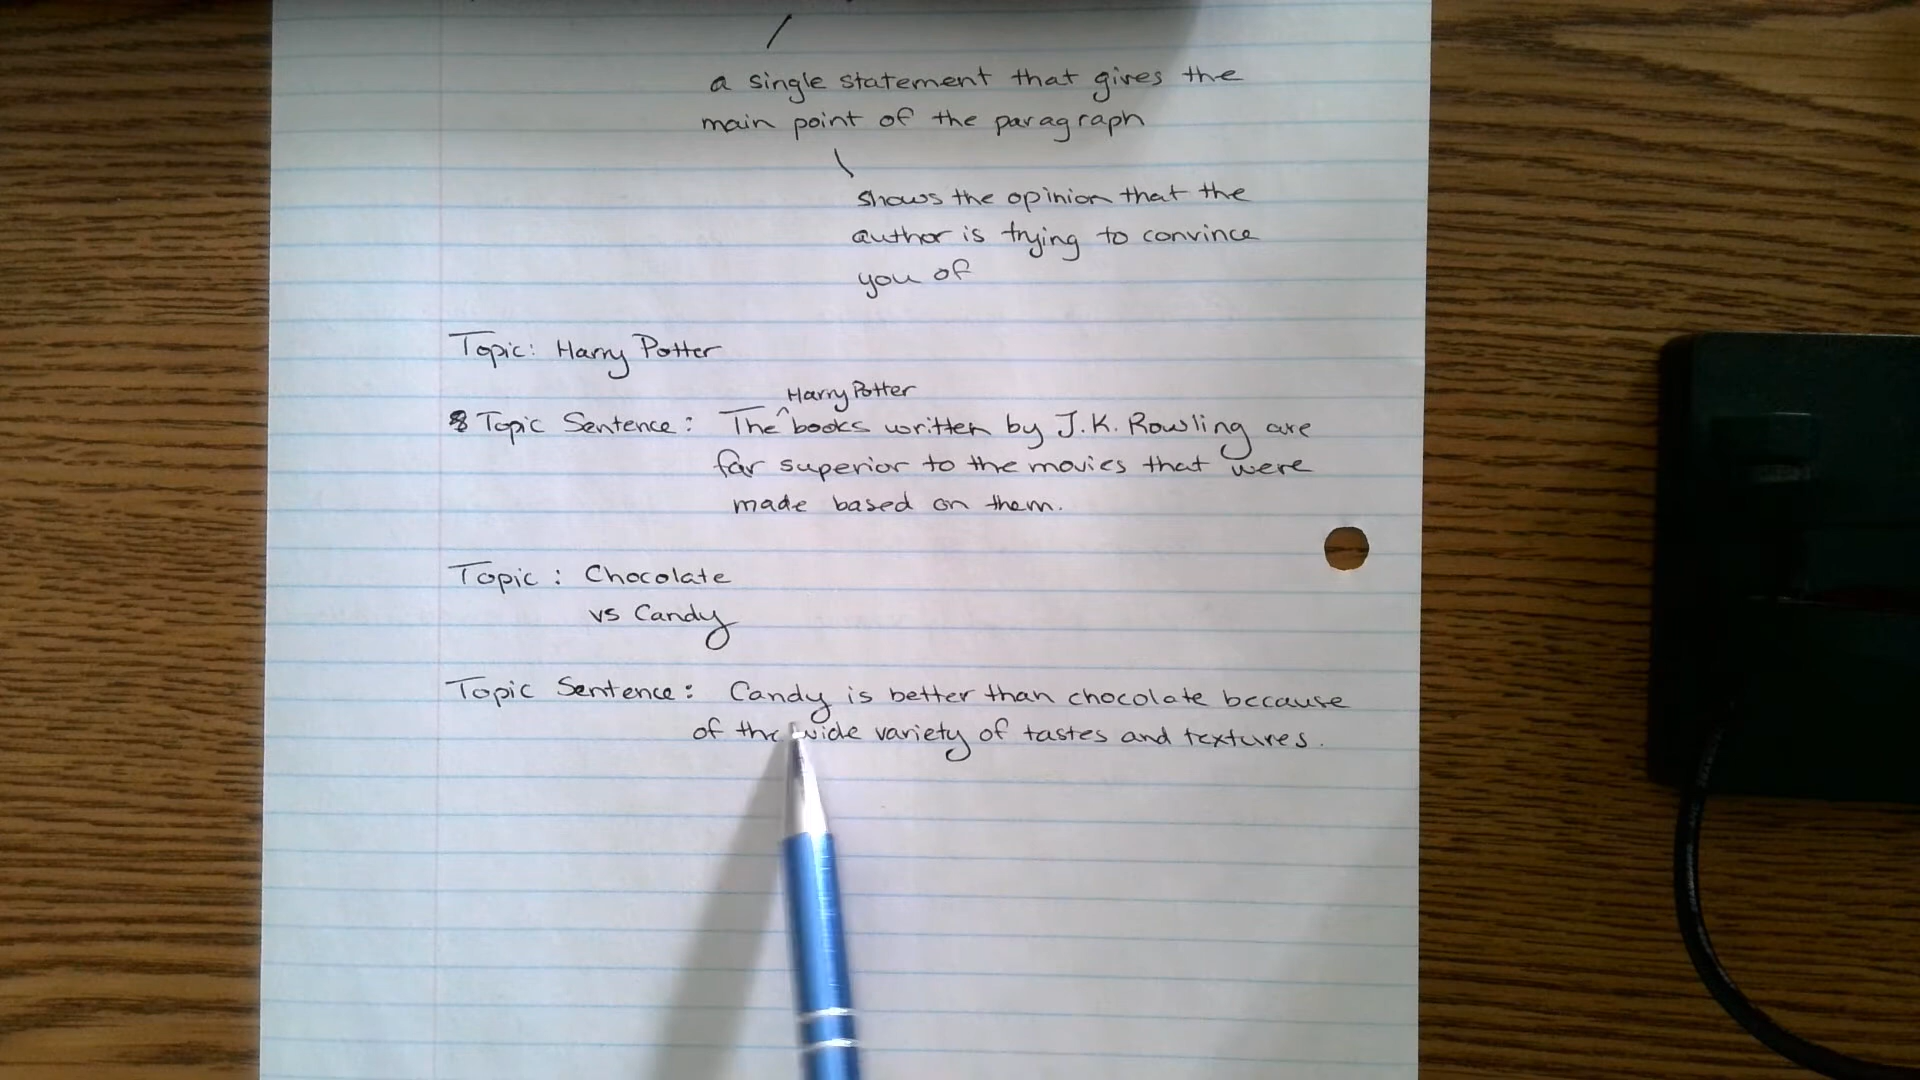 a single statement that gives the
main point of the paragraph
shows the opinion that the
author is trying to convince
you of
Topic: Harry Potter
Harry Potter
Topic Sentence: The ^ books written by J.K. Rowling are
far superior to the movies that were
made based on them.
Topic: Chocolate
vs Candy
Topic Sentence: Candy is better than chocolate because
of the wide variety of tastes and textures.